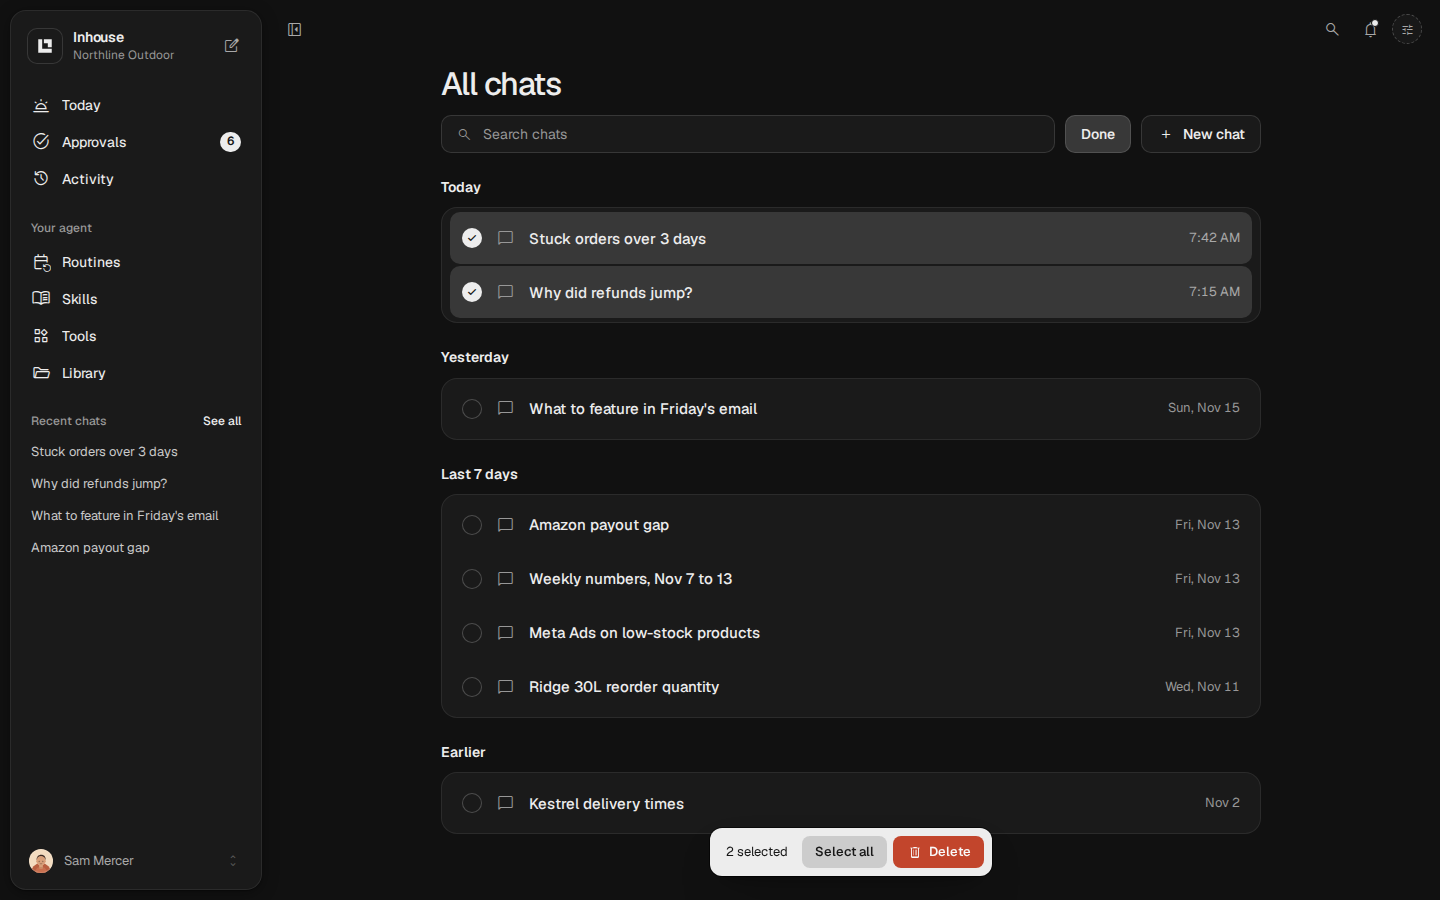 Inhouse
Northline Outdoor
Today
Approvals 6
Activity
Your agent
Routines
Skills
Tools
Library
Recent chats See all
Stuck orders over 3 days
Why did refunds jump?
What to feature in Friday's email
Amazon payout gap
Sam Mercer
All chats
Search chats Done New chat
Today
Stuck orders over 3 days 7:42 AM
Why did refunds jump? 7:15 AM
Yesterday
What to feature in Friday's email Sun, Nov 15
Last 7 days
Amazon payout gap Fri, Nov 13
Weekly numbers, Nov 7 to 13 Fri, Nov 13
Meta Ads on low-stock products Fri, Nov 13
Ridge 30L reorder quantity Wed, Nov 11
Earlier
Kestrel delivery times Nov 2
2 selected Select all Delete